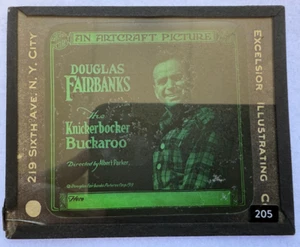 AN ARTCRAFT PICTURE
DOUGLAS
FAIRBANKS
The
Knickerbocker
Buckaroo
Directed by Albert Parker
219 SIXTH AVE. N. Y. CITY
EXCELSIOR ILLUSTRATING
205